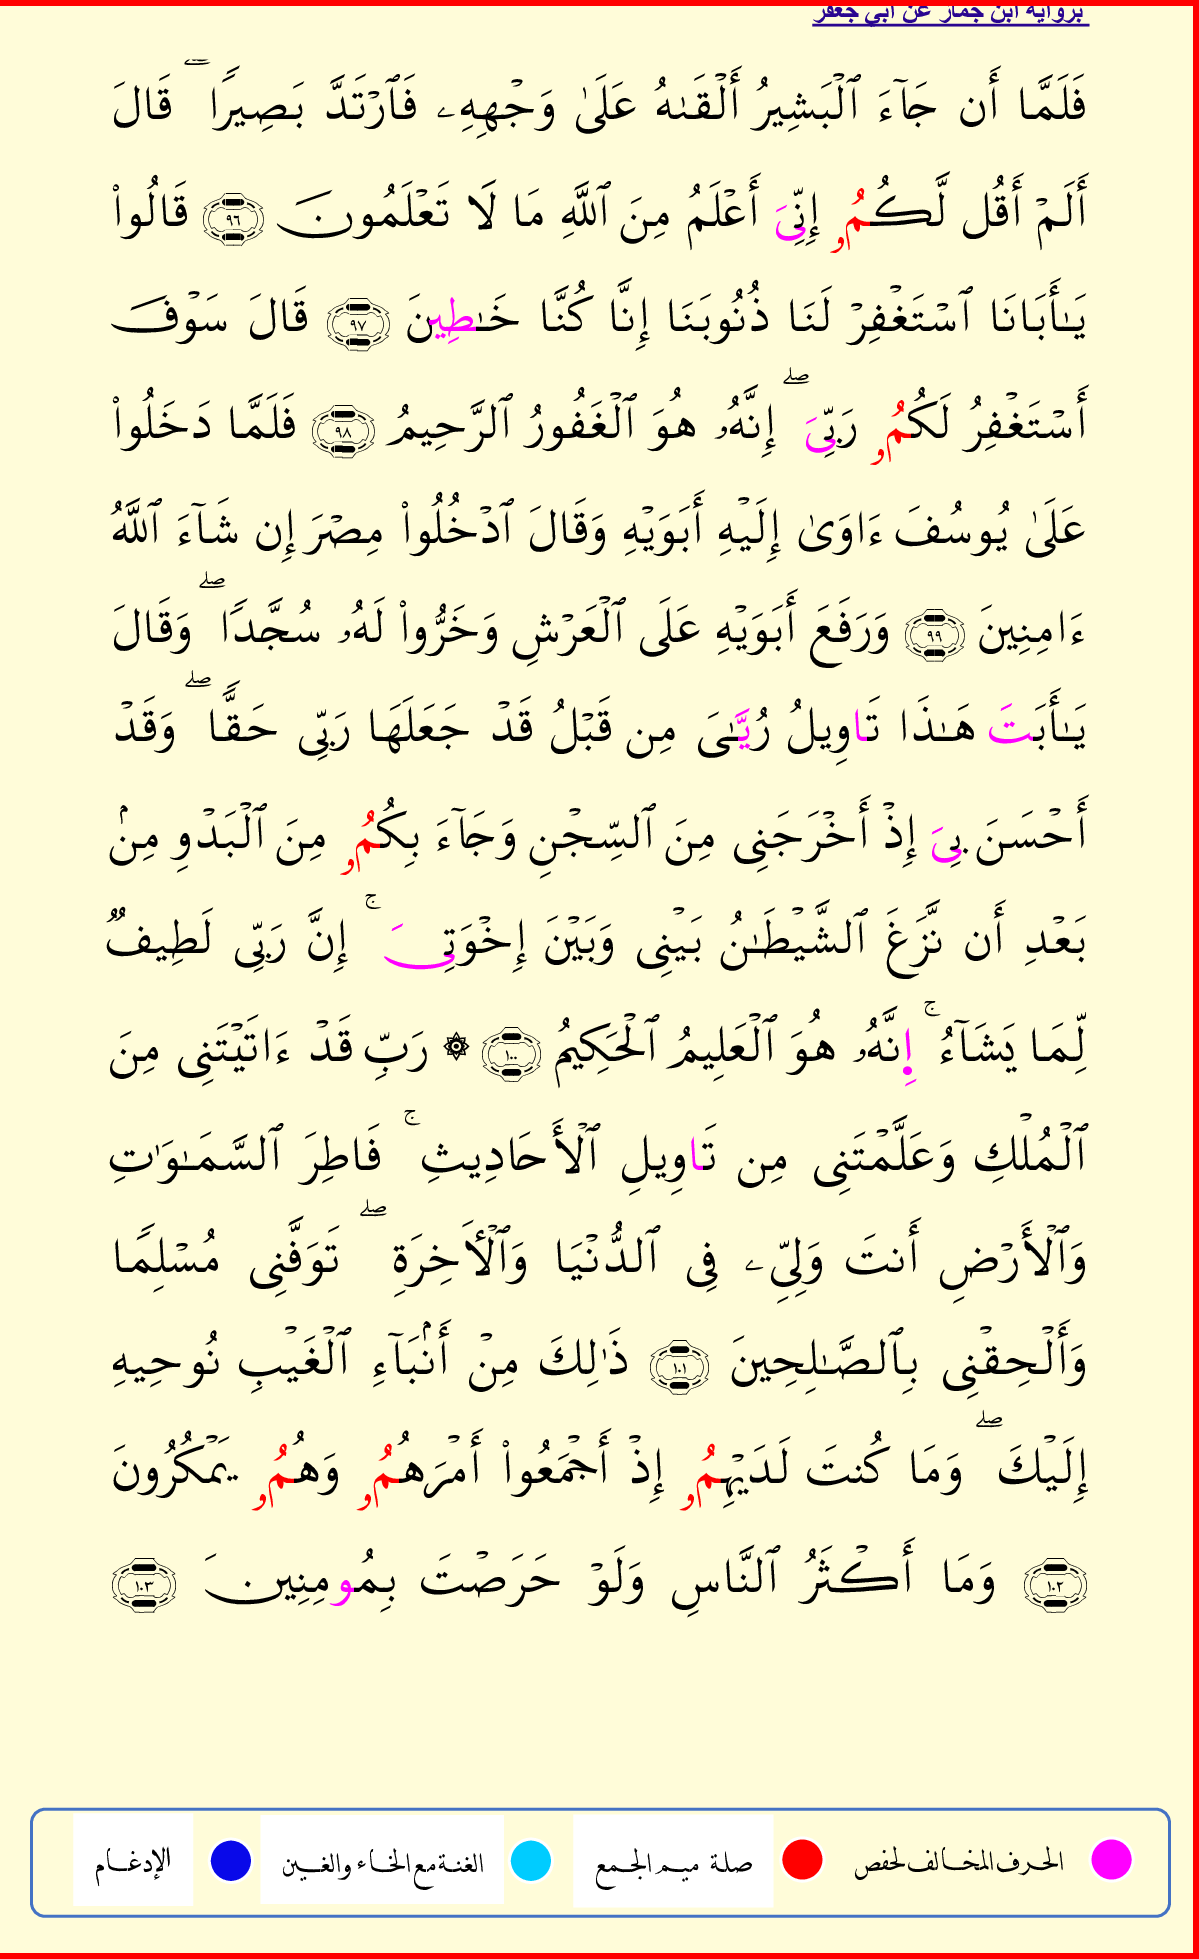 برواية ابن جماز عن أبي جعفر
فَلَمَّا أَن جَآءَ ٱلْبَشِيرُ أَلْقَىٰهُ عَلَىٰ وَجْهِهِۦ فَٱرْتَدَّ بَصِيرًاۖ قَالَ
أَلَمْ أَقُل لَّكُمُۥ إِنِّىَ أَعْلَمُ مِنَ ٱللَّهِ مَا لَا تَعْلَمُونَ ٩٦ قَالُوا۟
يَـٰٓأَبَانَا ٱسْتَغْفِرْ لَنَا ذُنُوبَنَا إِنَّا كُنَّا خَـٰطِينَ ٩٧ قَالَ سَوْفَ
أَسْتَغْفِرُ لَكُمُۥ رَبِّىَۖ إِنَّهُۥ هُوَ ٱلْغَفُورُ ٱلرَّحِيمُ ٩٨ فَلَمَّا دَخَلُوا۟
عَلَىٰ يُوسُفَ ءَاوَىٰ إِلَيْهِ أَبَوَيْهِ وَقَالَ ٱدْخُلُوا۟ مِصْرَ إِن شَآءَ ٱللَّهُ
ءَامِنِينَ ٩٩ وَرَفَعَ أَبَوَيْهِ عَلَى ٱلْعَرْشِ وَخَرُّوا۟ لَهُۥ سُجَّدًاۖ وَقَالَ
يَـٰأَبَتَ هَـٰذَا تَاوِيلُ رُيَّـٰىَ مِن قَبْلُ قَدْ جَعَلَهَا رَبِّى حَقًّاۖ وَقَدْ
أَحْسَنَ بِىَ إِذْ أَخْرَجَنِى مِنَ ٱلسِّجْنِ وَجَآءَ بِكُمُۥ مِنَ ٱلْبَدْوِ مِنۢ
بَعْدِ أَن نَّزَغَ ٱلشَّيْطَـٰنُ بَيْنِى وَبَيْنَ إِخْوَتِىَۚ إِنَّ رَبِّى لَطِيفٌ
لِّمَا يَشَآءُۚ اِنَّهُۥ هُوَ ٱلْعَلِيمُ ٱلْحَكِيمُ ١٠٠ ۞ رَبِّ قَدْ ءَاتَيْتَنِى مِنَ
ٱلْمُلْكِ وَعَلَّمْتَنِى مِن تَاوِيلِ ٱلْأَحَادِيثِۚ فَاطِرَ ٱلسَّمَـٰوَٰتِ
وَٱلْأَرْضِ أَنتَ وَلِىِّۦ فِى ٱلدُّنْيَا وَٱلْـَٔاخِرَةِۖ تَوَفَّنِى مُسْلِمًا
وَأَلْحِقْنِى بِٱلصَّـٰلِحِينَ ١٠١ ذَٰلِكَ مِنْ أَنۢبَآءِ ٱلْغَيْبِ نُوحِيهِ
إِلَيْكَۖ وَمَا كُنتَ لَدَيْهِمُۥ إِذْ أَجْمَعُوا۟ أَمْرَهُمُۥ وَهُمُۥ يَمْكُرُونَ
١٠٢ وَمَا أَكْثَرُ ٱلنَّاسِ وَلَوْ حَرَصْتَ بِمُومِنِينَ ١٠٣
الحرف المخالف لحفص صلة ميم الجمع الغنة مع الخاء والغين الإدغام